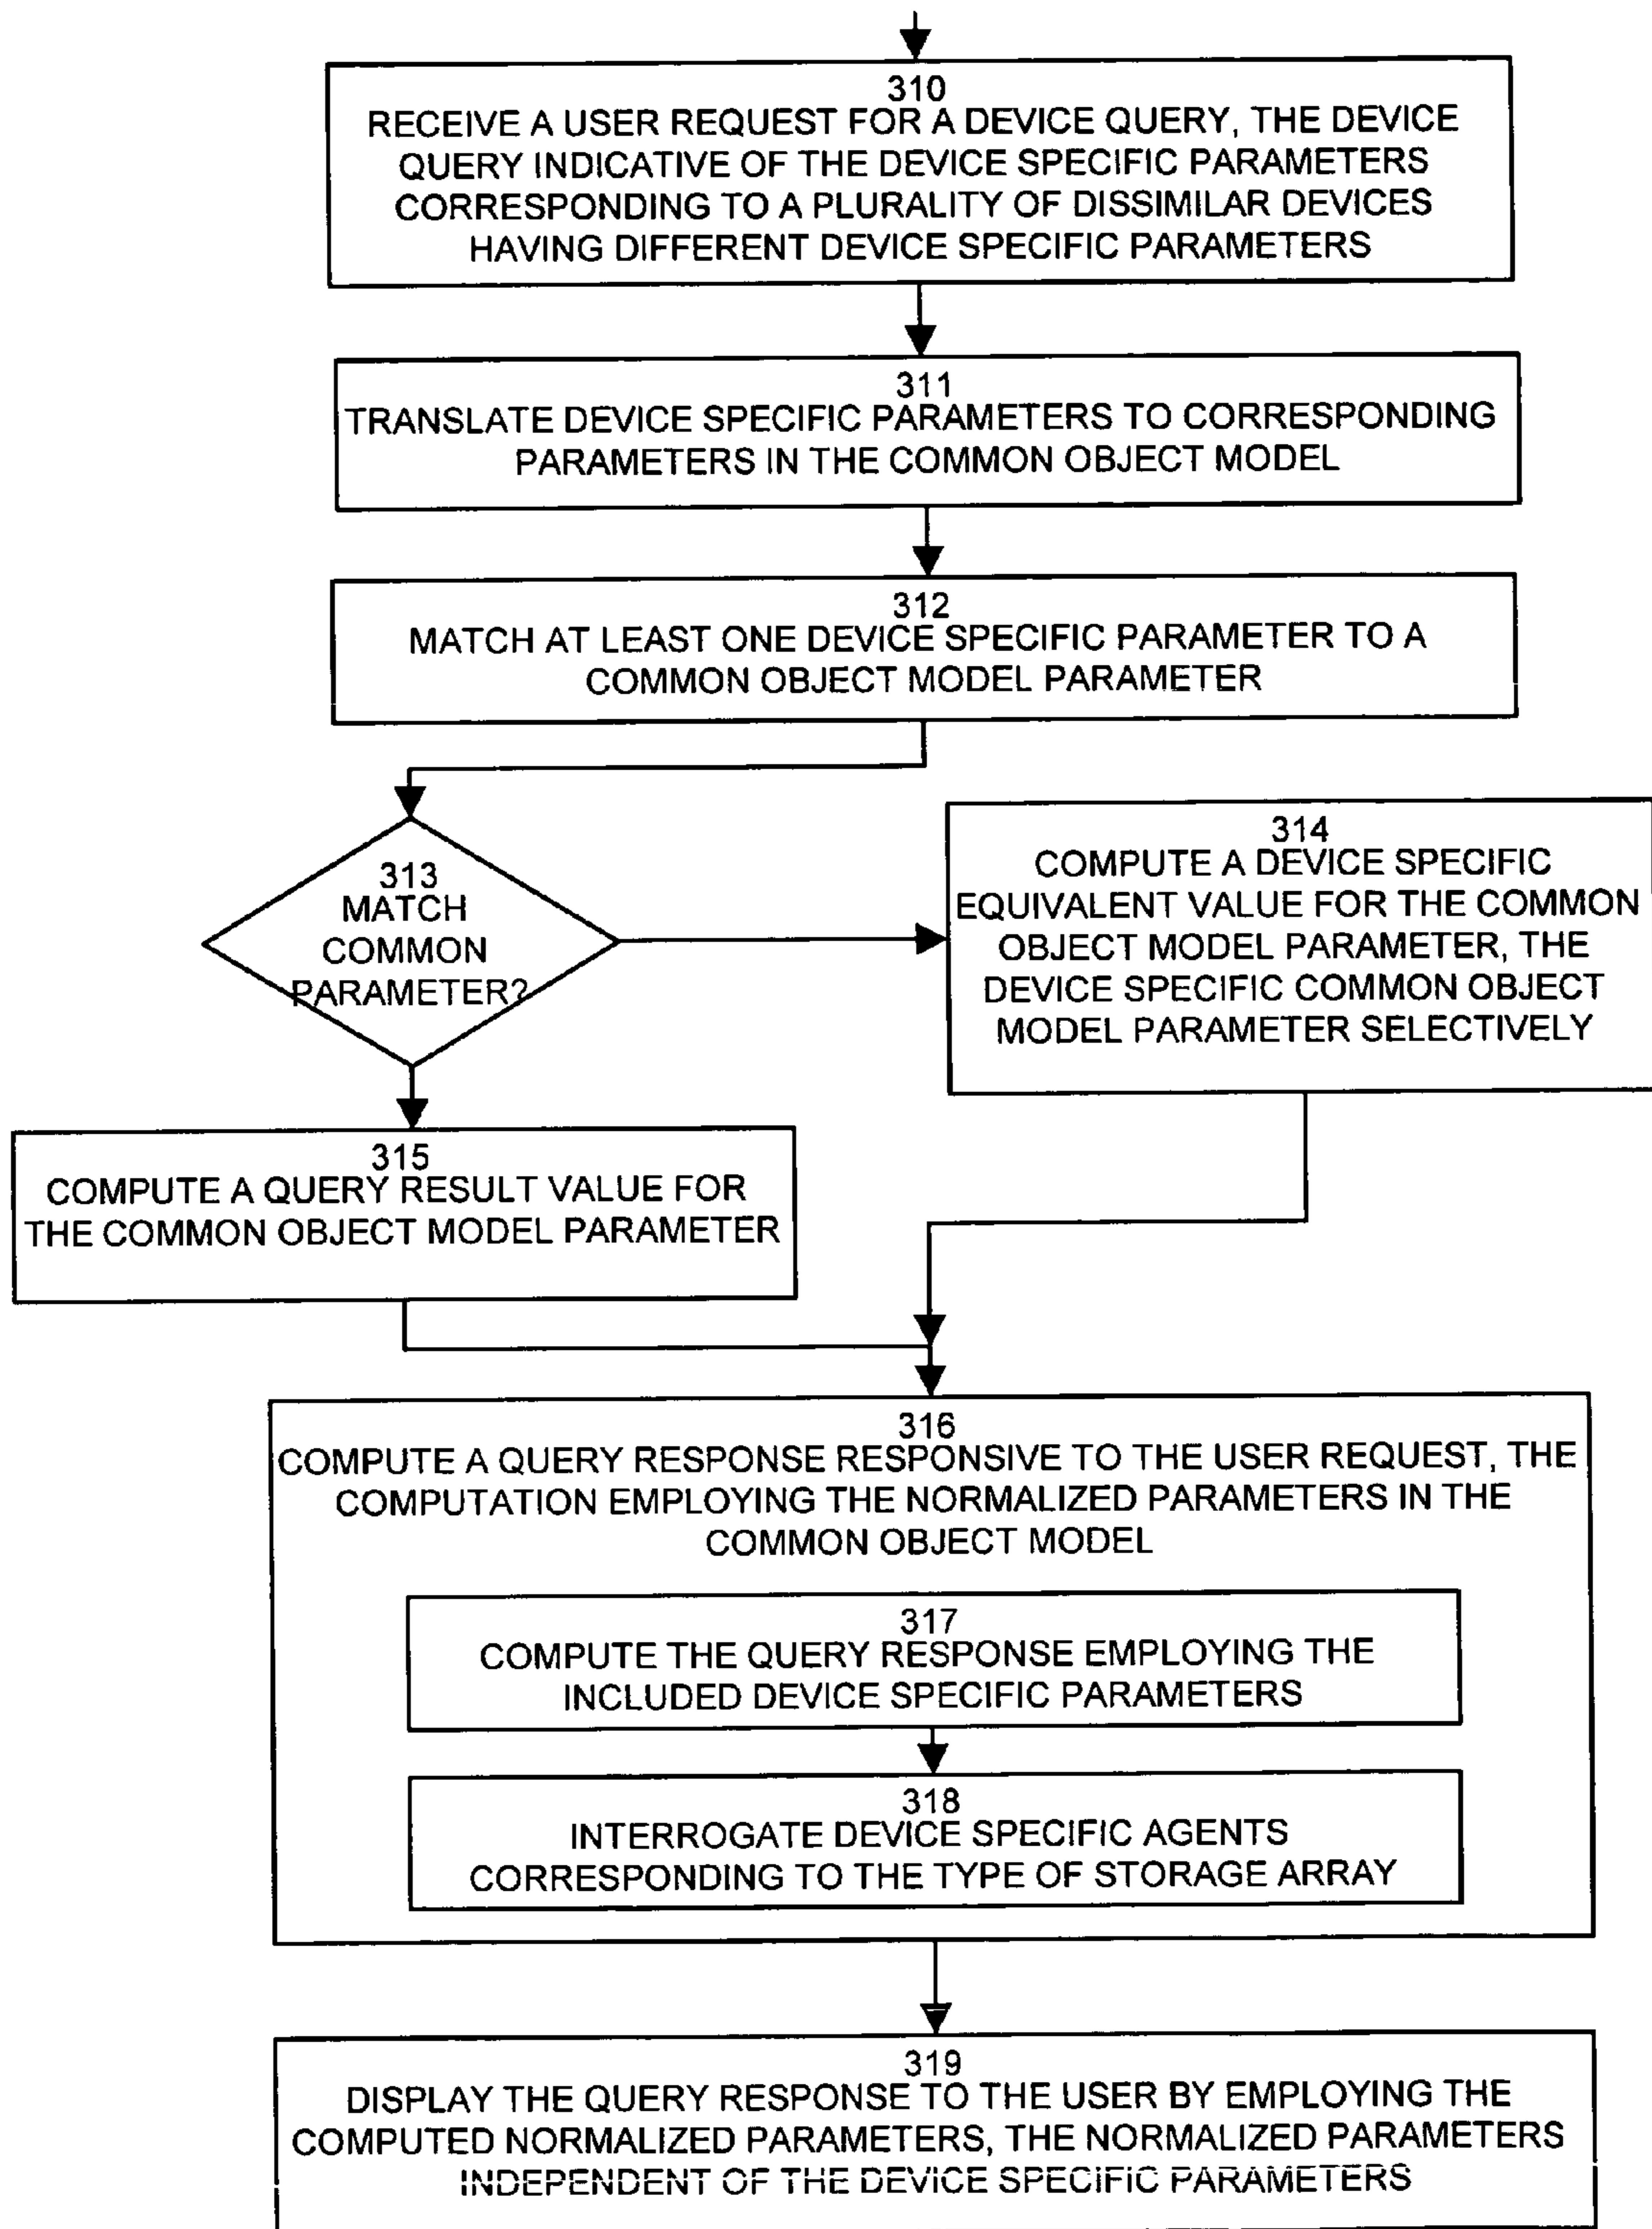 310
RECEIVE A USER REQUEST FOR A DEVICE QUERY, THE DEVICE
QUERY INDICATIVE OF THE DEVICE SPECIFIC PARAMETERS
CORRESPONDING TO A PLURALITY OF DISSIMILAR DEVICES
HAVING DIFFERENT DEVICE SPECIFIC PARAMETERS
311
TRANSLATE DEVICE SPECIFIC PARAMETERS TO CORRESPONDING
PARAMETERS IN THE COMMON OBJECT MODEL
312
MATCH AT LEAST ONE DEVICE SPECIFIC PARAMETER TO A
COMMON OBJECT MODEL PARAMETER
313
MATCH
COMMON
PARAMETER?
314
COMPUTE A DEVICE SPECIFIC
EQUIVALENT VALUE FOR THE COMMON
OBJECT MODEL PARAMETER, THE
DEVICE SPECIFIC COMMON OBJECT
MODEL PARAMETER SELECTIVELY
315
COMPUTE A QUERY RESULT VALUE FOR
THE COMMON OBJECT MODEL PARAMETER
316
COMPUTE A QUERY RESPONSE RESPONSIVE TO THE USER REQUEST, THE
COMPUTATION EMPLOYING THE NORMALIZED PARAMETERS IN THE
COMMON OBJECT MODEL
317
COMPUTE THE QUERY RESPONSE EMPLOYING THE
INCLUDED DEVICE SPECIFIC PARAMETERS
318
INTERROGATE DEVICE SPECIFIC AGENTS
CORRESPONDING TO THE TYPE OF STORAGE ARRAY
319
DISPLAY THE QUERY RESPONSE TO THE USER BY EMPLOYING THE
COMPUTED NORMALIZED PARAMETERS, THE NORMALIZED PARAMETERS
INDEPENDENT OF THE DEVICE SPECIFIC PARAMETERS